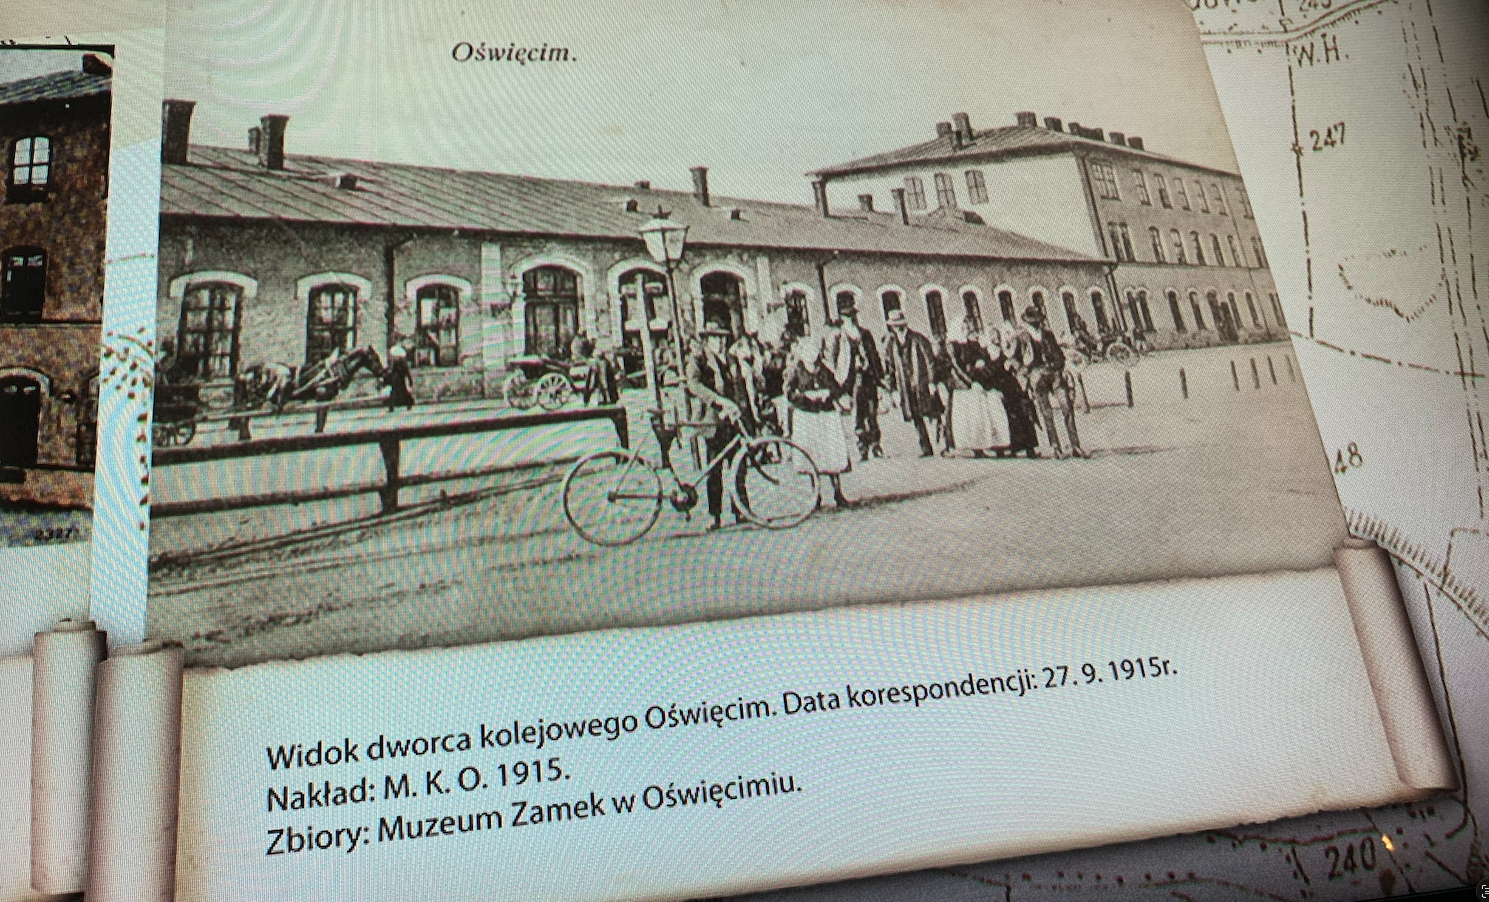 Oświęcim.
W.H.
247
48
2327
Widok dworca kolejowego Oświęcim. Data korespondencji: 27. 9. 1915r.
Nakład: M. K. O. 1915.
Zbiory: Muzeum Zamek w Oświęcimiu.
240